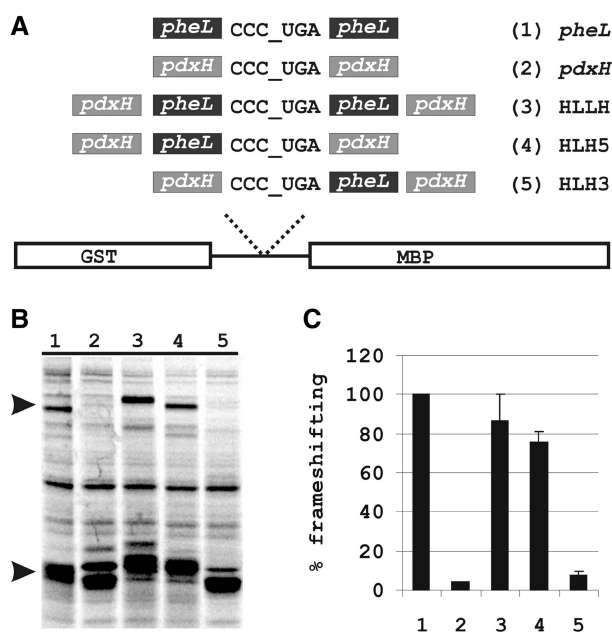 A
pheL CCC_UGA pheL (1) pheL
pdxH CCC_UGA pdxH (2) pdxH
pdxH pheL CCC_UGA pheL pdxH (3) HLLH
pdxH pheL CCC_UGA pdxH (4) HLH5
pdxH CCC_UGA pheL pdxH (5) HLH3
GST MBP
B
1 2 3 4 5
C
% frameshifting
120
100
80
60
40
20
0
1 2 3 4 5